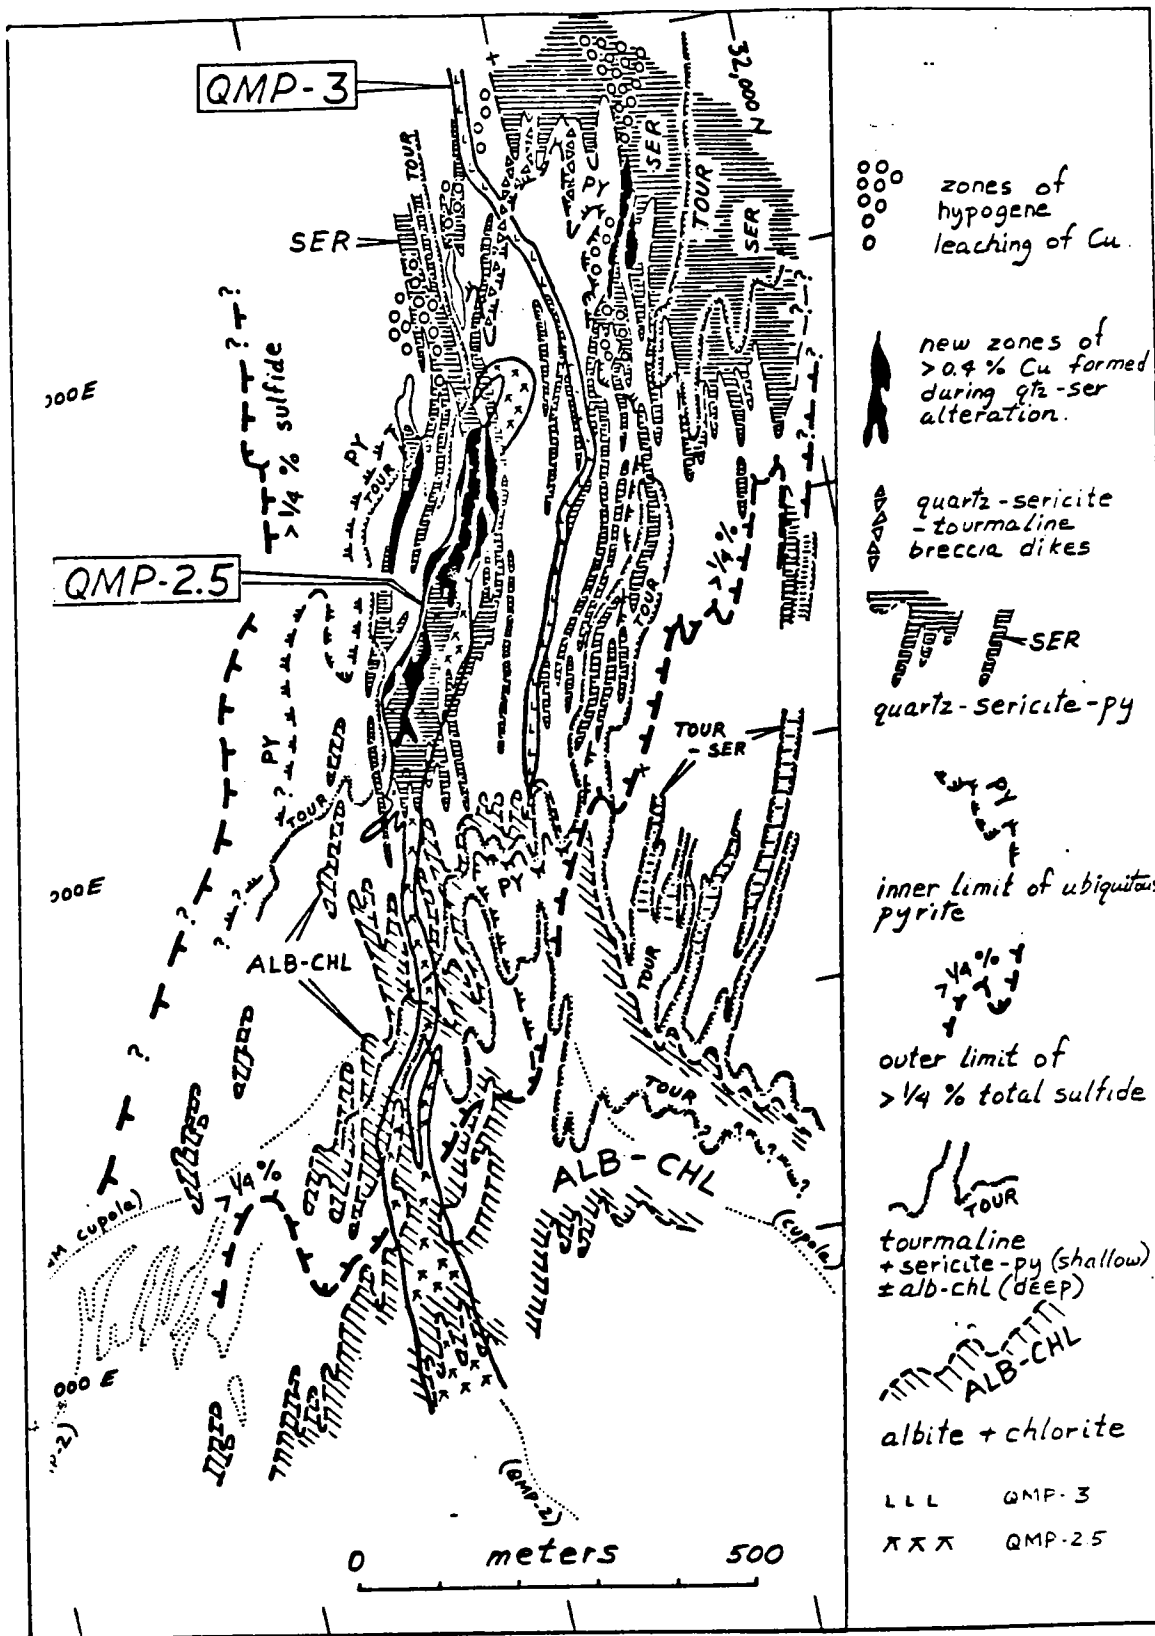 QMP-3
32,000 N
TOUR
SER
PY
SER
TOUR
SER
SER
? T ?
> 1/4 % sulfide
000 E
PY
TOUR
QMP-2.5
TOUR
> 1/4 %
PY
?
TOUR
TOUR
- SER
PY
000 E
?
?
ALB-CHL
TOUR
?
TOUR
ALB - CHL
> 1/4 %
(cupola)
cupola)
000 E
-2)
(QMP-2)
0 meters 500
zones of
hypogene
leaching of Cu.
new zones of
>0.4 % Cu formed
during qtz-ser
alteration.
quartz-sericite
-tourmaline
breccia dikes
SER
quartz-sericite-py
PY
inner limit of ubiquitous
pyrite
> 1/4 %
outer limit of
> 1/4 % total sulfide
TOUR
tourmaline
+ sericite-py (shallow)
± alb-chl (deep)
ALB-CHL
albite + chlorite
L L L QMP-3
QMP-2.5